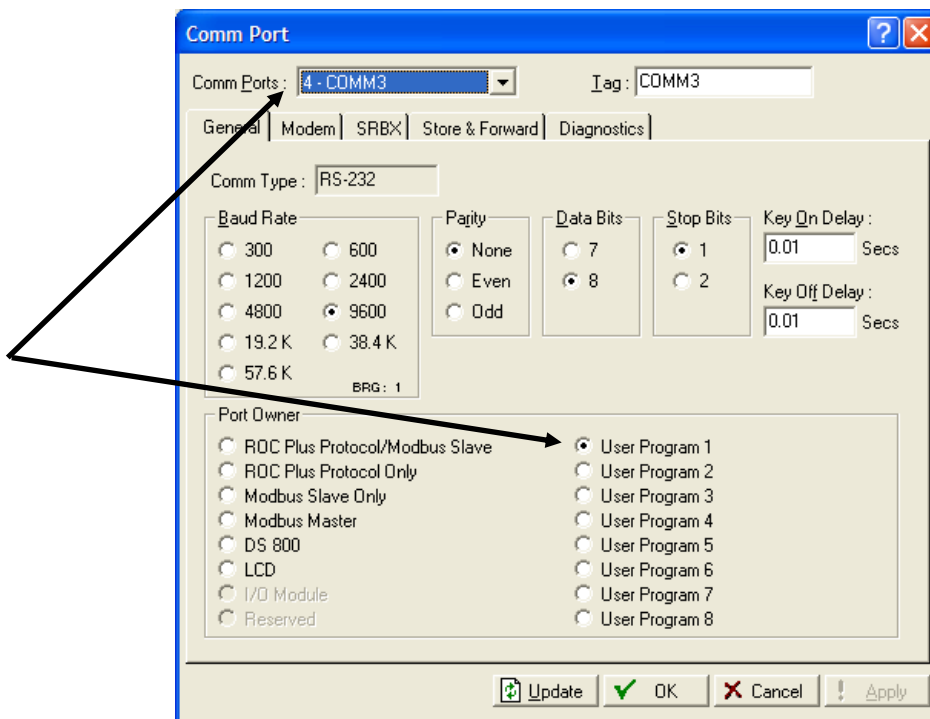 Comm Port
Comm Ports : 4 - COMM3 Tag : COMM3
General Modem SRBX Store & Forward Diagnostics
Comm Type : RS-232
Baud Rate Parity Data Bits Stop Bits Key On Delay :
300 600 None 7 1 0.01 Secs
1200 2400 Even 8 2 Key Off Delay :
4800 9600 Odd 0.01 Secs
19.2 K 38.4 K
57.6 K BRG : 1
Port Owner
ROC Plus Protocol/Modbus Slave User Program 1
ROC Plus Protocol Only User Program 2
Modbus Slave Only User Program 3
Modbus Master User Program 4
DS 800 User Program 5
LCD User Program 6
I/O Module User Program 7
Reserved User Program 8
Update OK Cancel Apply